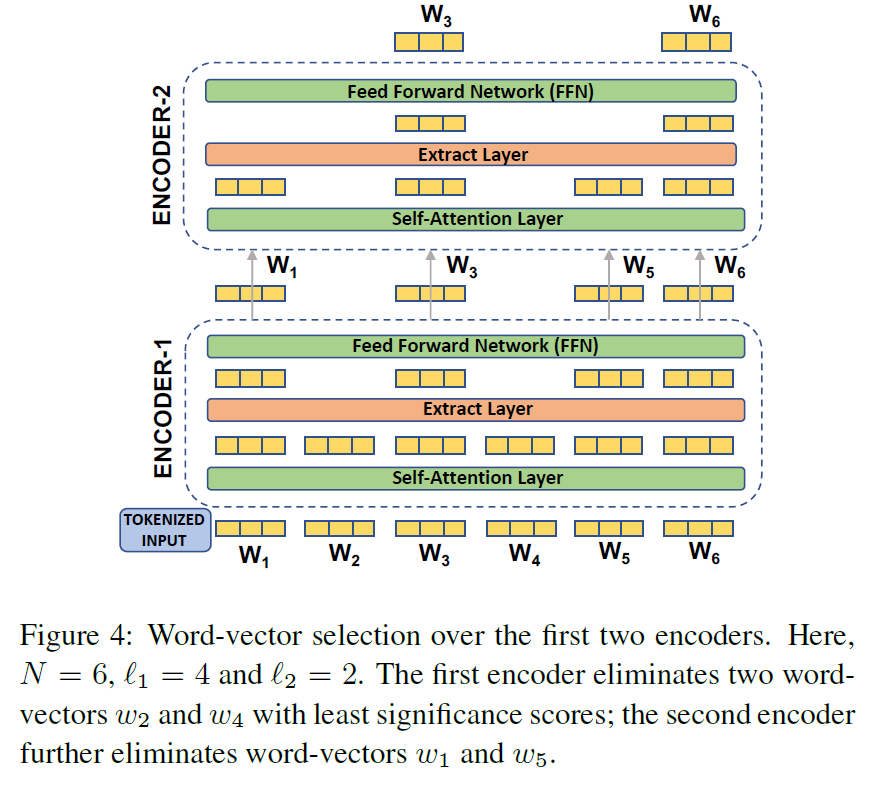 W3 W6
ENCODER-2
Feed Forward Network (FFN)
Extract Layer
Self-Attention Layer
W1 W3 W5 W6
ENCODER-1
Feed Forward Network (FFN)
Extract Layer
Self-Attention Layer
TOKENIZED
INPUT
W1 W2 W3 W4 W5 W6
Figure 4: Word-vector selection over the first two encoders. Here,
N = 6, ℓ1 = 4 and ℓ2 = 2. The first encoder eliminates two word-
vectors w2 and w4 with least significance scores; the second encoder
further eliminates word-vectors w1 and w5.